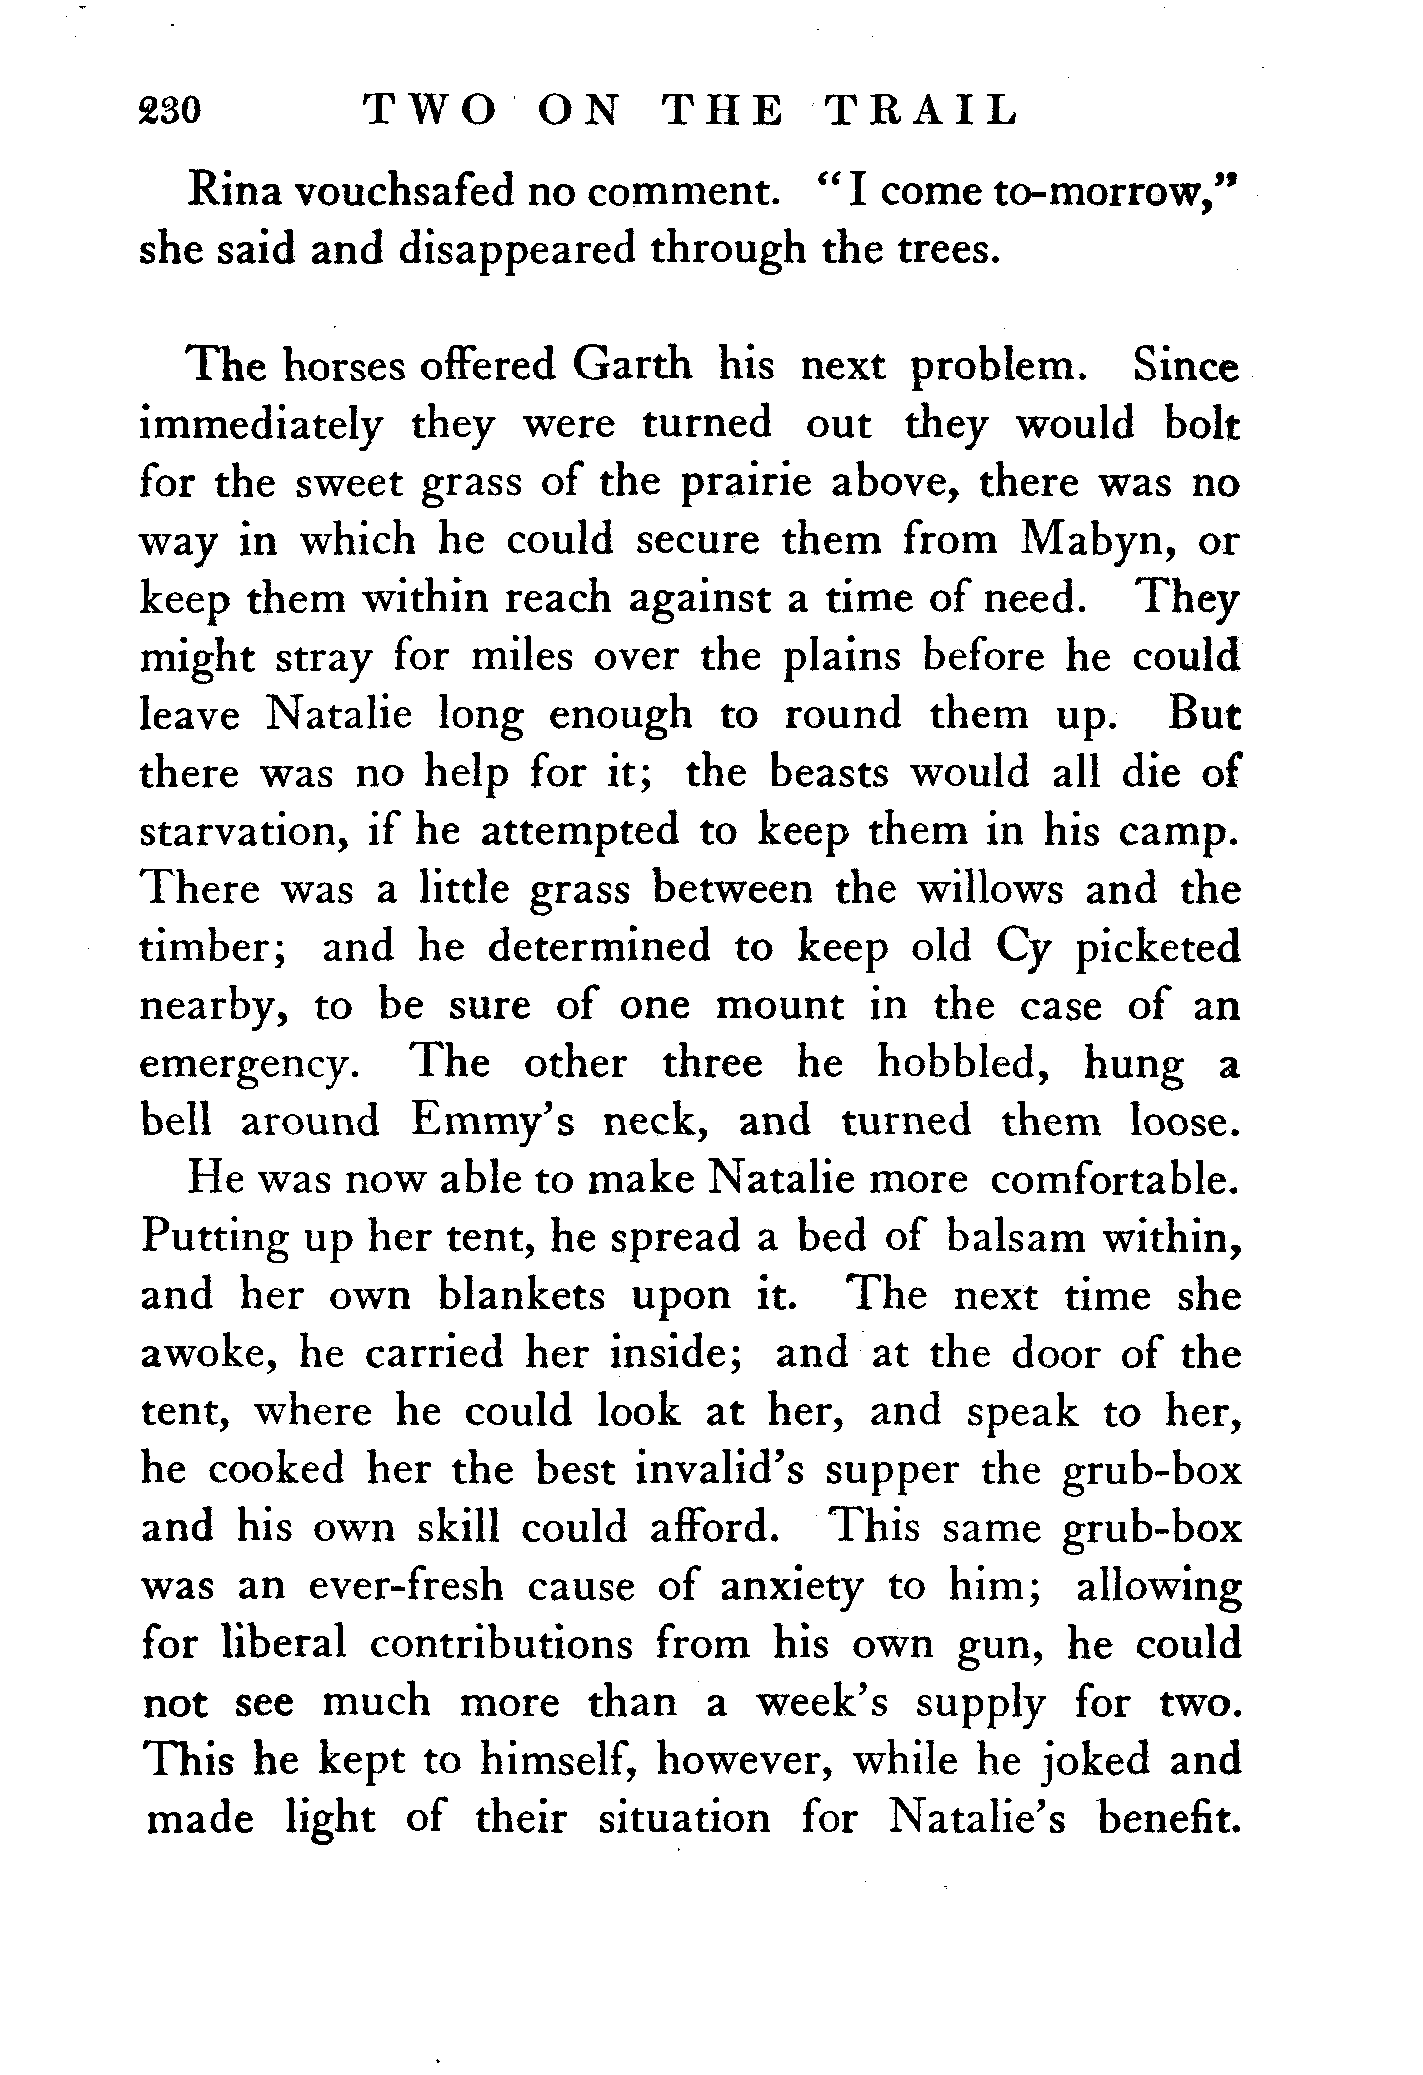 230 TWO ON THE TRAIL
Rina vouchsafed no comment. “I come to-morrow,”
she said and disappeared through the trees.
The horses offered Garth his next problem. Since
immediately they were turned out they would bolt
for the sweet grass of the prairie above, there was no
way in which he could secure them from Mabyn, or
keep them within reach against a time of need. They
might stray for miles over the plains before he could
leave Natalie long enough to round them up. But
there was no help for it; the beasts would all die of
starvation, if he attempted to keep them in his camp.
There was a little grass between the willows and the
timber; and he determined to keep old Cy picketed
nearby, to be sure of one mount in the case of an
emergency. The other three he hobbled, hung a
bell around Emmy’s neck, and turned them loose.
He was now able to make Natalie more comfortable.
Putting up her tent, he spread a bed of balsam within,
and her own blankets upon it. The next time she
awoke, he carried her inside; and at the door of the
tent, where he could look at her, and speak to her,
he cooked her the best invalid’s supper the grub-box
and his own skill could afford. This same grub-box
was an ever-fresh cause of anxiety to him; allowing
for liberal contributions from his own gun, he could
not see much more than a week’s supply for two.
This he kept to himself, however, while he joked and
made light of their situation for Natalie’s benefit.